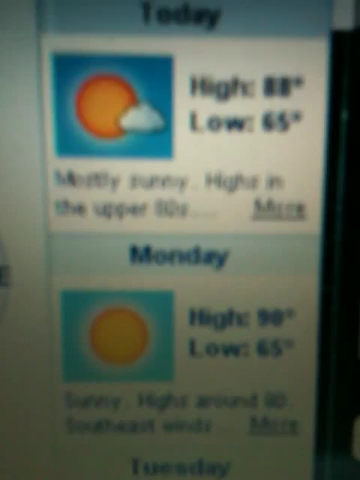 Today
High: 88°
Low: 65°
Mostly sunny. Highs in
the upper 80s.... More
Monday
High: 90°
Low: 65°
Sunny. Highs around 90.
Southeast winds... More
Tuesday
E